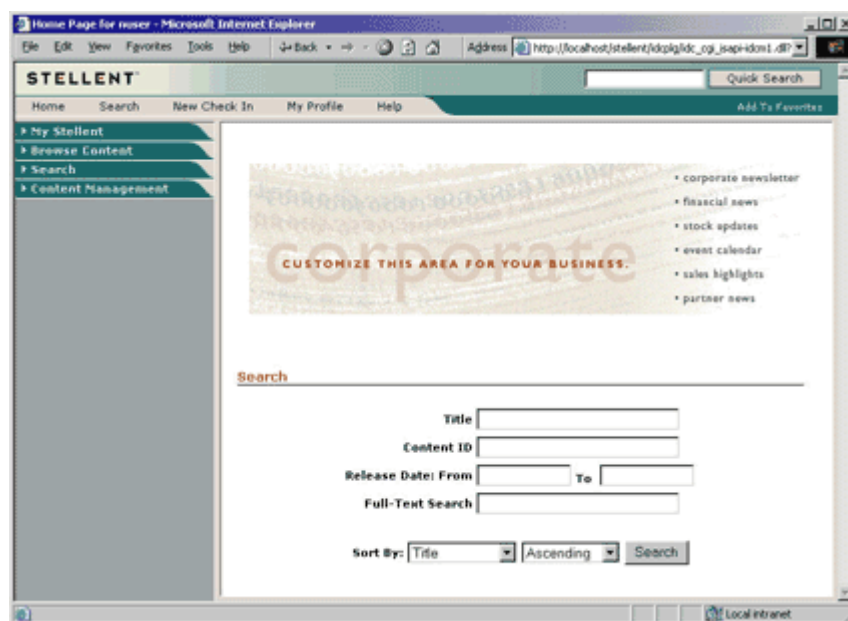 Home Page for nuser - Microsoft Internet Explorer
File Edit View Favorites Tools Help Back Address http://localhost/stellent/idcplg/idc_cgi_isapi-idcm1.dll?
STELLENT Quick Search
Home Search New Check In My Profile Help Add To Favorites
My Stellent
Browse Content
Search
Content Management
corporate
CUSTOMIZE THIS AREA FOR YOUR BUSINESS.
• corporate newsletter
• financial news
• stock updates
• event calendar
• sales highlights
• partner news
Search
Title
Content ID
Release Date: From To
Full-Text Search
Sort By: Title Ascending Search
Local intranet